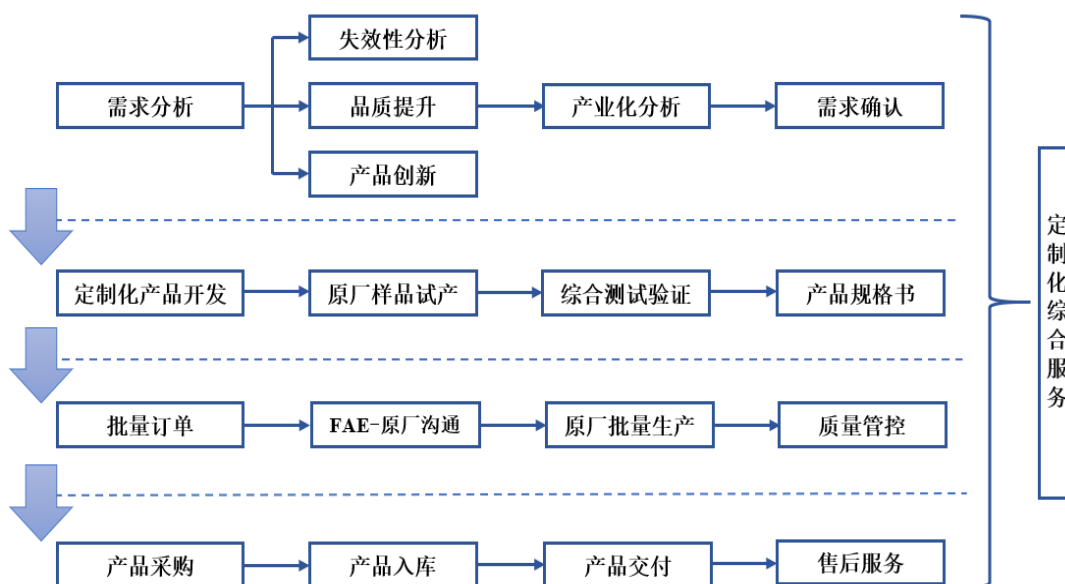 失效性分析
需求分析
品质提升
产业化分析
需求确认
产品创新
定制化产品开发
原厂样品试产
综合测试验证
产品规格书
批量订单
FAE-原厂沟通
原厂批量生产
质量管控
产品采购
产品入库
产品交付
售后服务
定制化综合服务